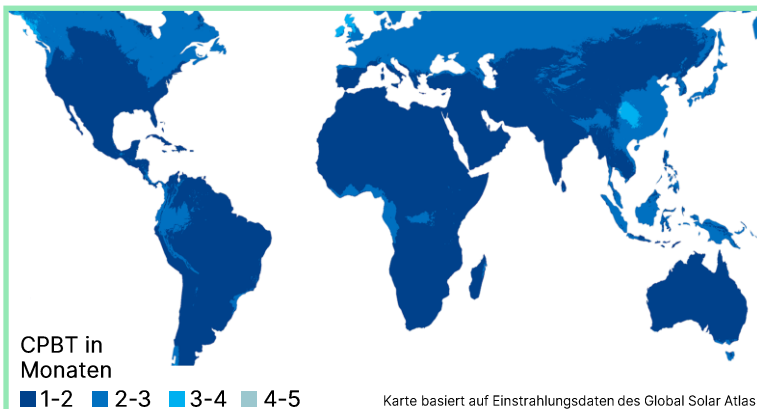 CPBT in
Monaten
1-2 2-3 3-4 4-5
Karte basiert auf Einstrahlungsdaten des Global Solar Atlas